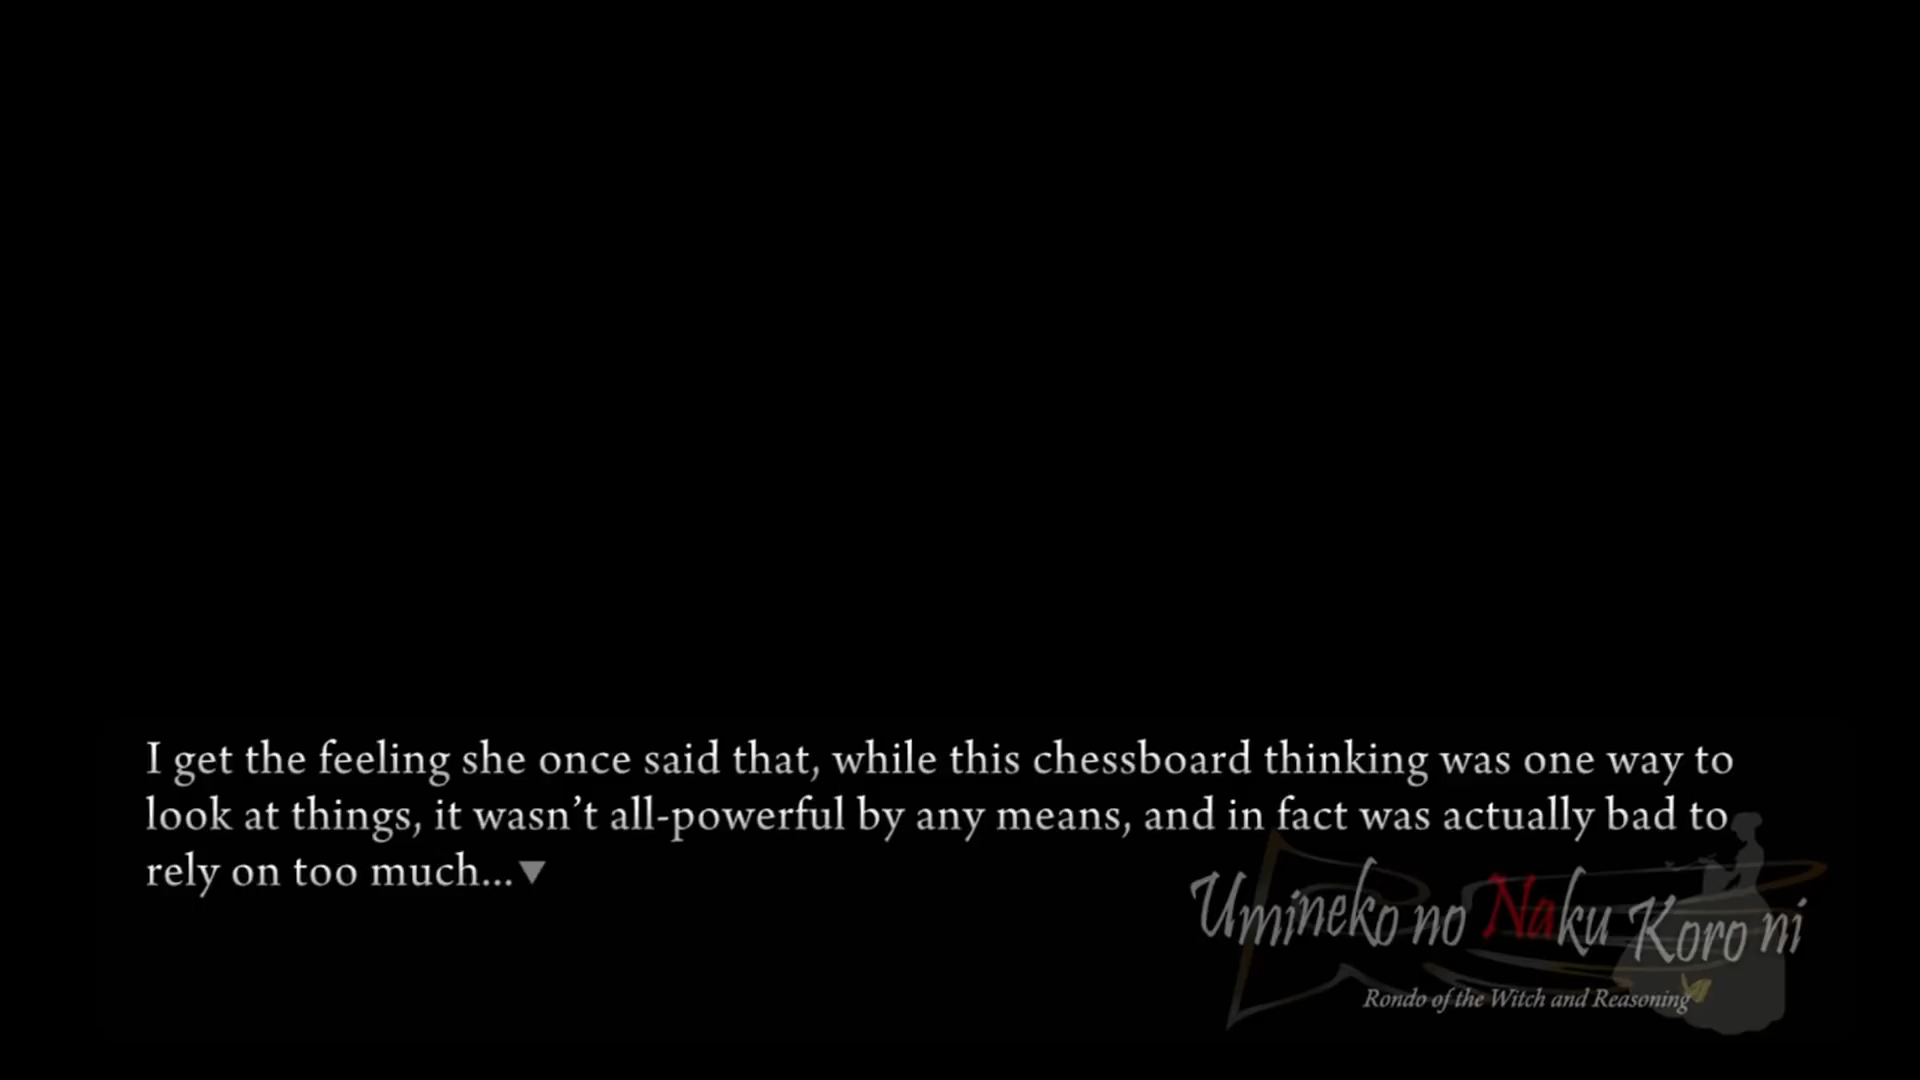 I get the feeling she once said that, while this chessboard thinking was one way to
look at things, it wasn’t all-powerful by any means, and in fact was actually bad to
rely on too much...
Umineko no Naku Koro ni
Rondo of the Witch and Reasoning